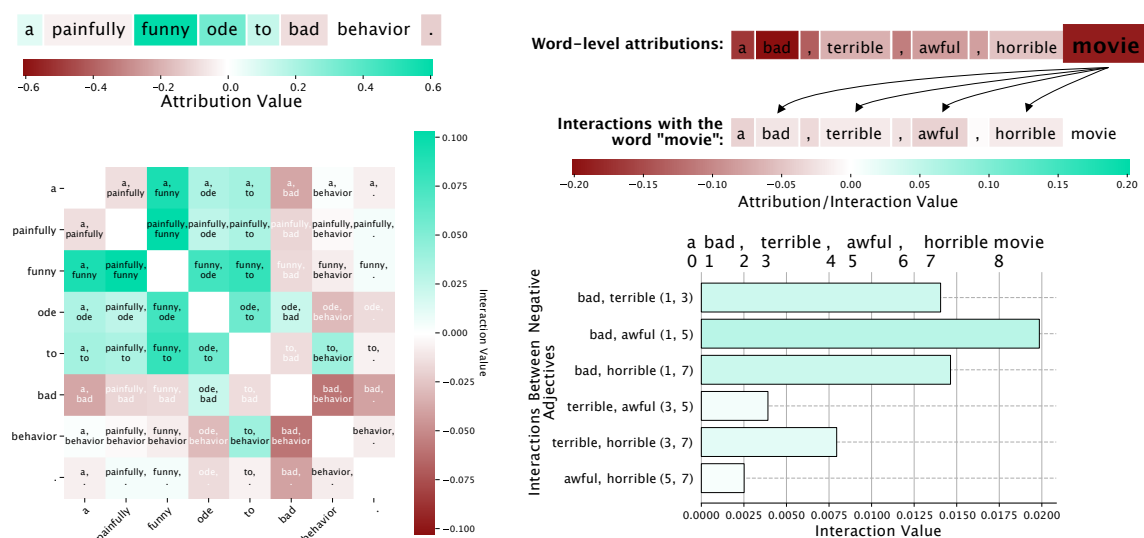 a painfully funny ode to bad behavior .
−0.6 −0.4 −0.2 0.0 0.2 0.4 0.6
Attribution Value
a
painfully
funny
ode
to
bad
behavior
.
a, painfully
a, funny
a, ode
a, to
a, bad
a, behavior
a, .
a, painfully
painfully, funny
painfully, ode
painfully, to
painfully, bad
painfully, behavior
painfully, .
a, funny
painfully, funny
funny, ode
funny, to
funny, bad
funny, behavior
funny, .
a, ode
painfully, ode
funny, ode
ode, to
ode, bad
ode, behavior
ode, .
a, to
painfully, to
funny, to
ode, to
to, bad
to, behavior
to, .
a, bad
painfully, bad
funny, bad
ode, bad
to, bad
bad, behavior
bad, .
a, behavior
painfully, behavior
funny, behavior
ode, behavior
to, behavior
bad, behavior
behavior, .
a, .
painfully, .
funny, .
ode, .
to, .
bad, .
behavior, .
a painfully funny ode to bad behavior .
0.100
0.075
0.050
0.025
0.000
−0.025
−0.050
−0.075
−0.100
Interaction Value
Word-level attributions: a bad , terrible , awful , horrible movie
Interactions with the
word "movie": a bad , terrible , awful , horrible movie
−0.20 −0.15 −0.10 −0.05 0.00 0.05 0.10 0.15 0.20
Attribution/Interaction Value
a bad , terrible , awful , horrible movie
0 1 2 3 4 5 6 7 8
Interactions Between Negative
Adjectives
bad, terrible (1, 3)
bad, awful (1, 5)
bad, horrible (1, 7)
terrible, awful (3, 5)
terrible, horrible (3, 7)
awful, horrible (5, 7)
0.0000 0.0025 0.0050 0.0075 0.0100 0.0125 0.0150 0.0175 0.0200
Interaction Value